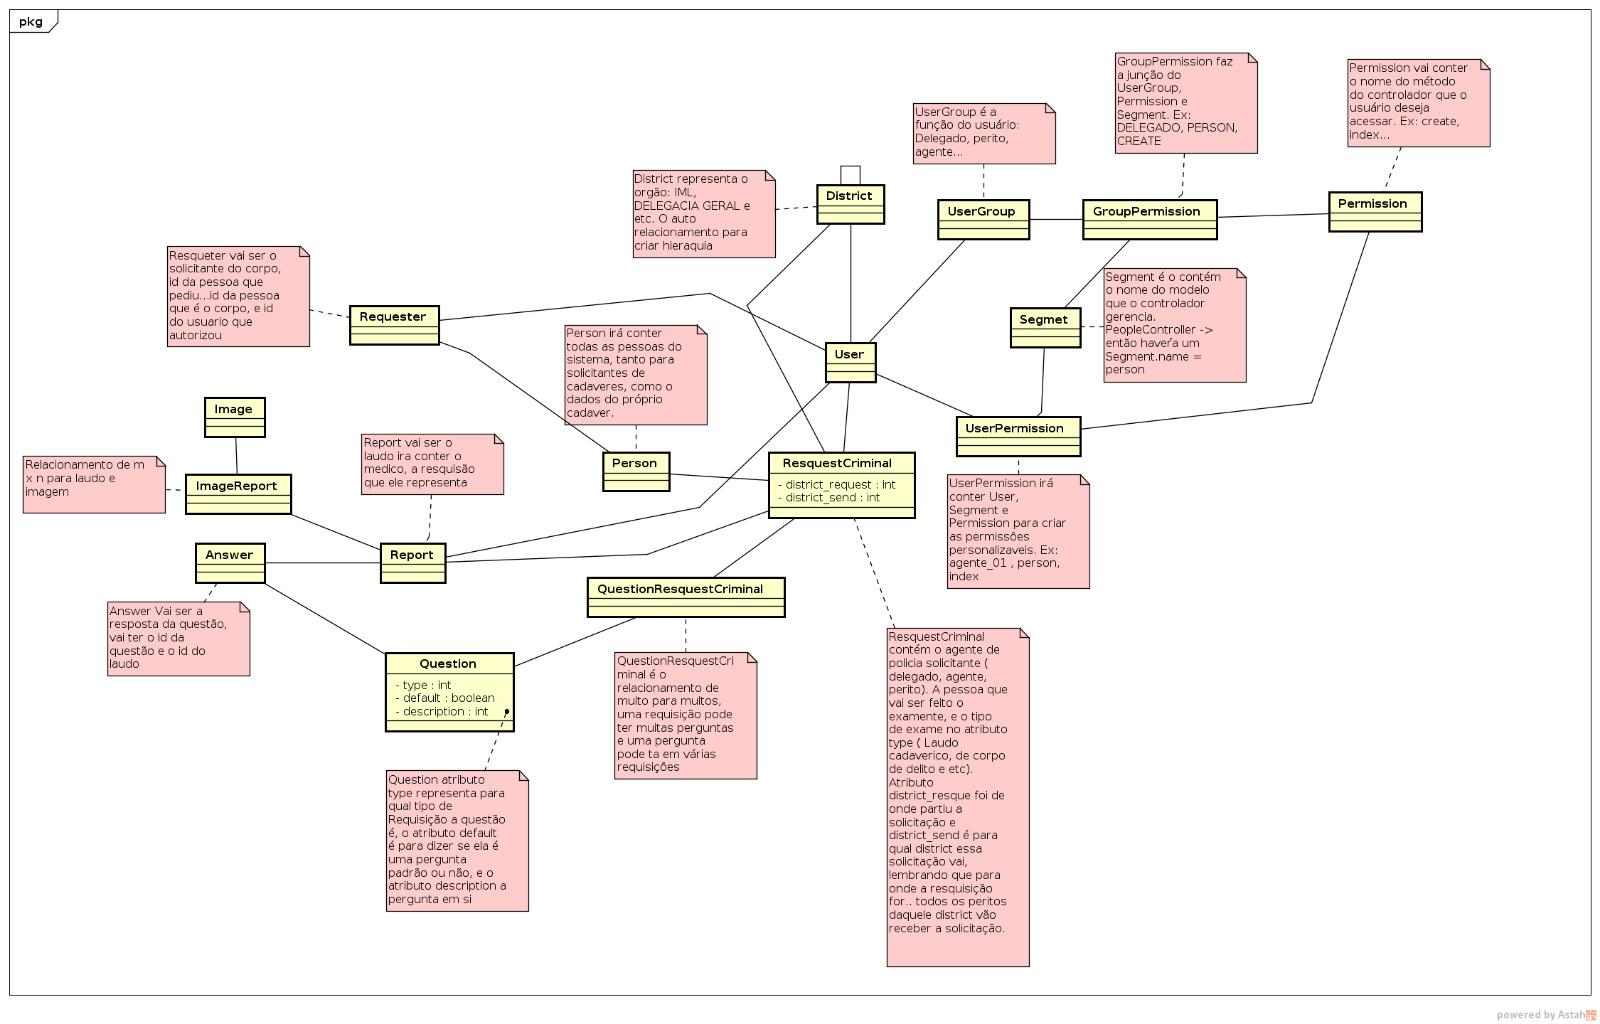 pkg
GroupPermission faz
a junção do
UserGroup,
Permission e
Segment. Ex:
DELEGADO, PERSON,
CREATE
Permission vai conter
o nome do método
do controlador que o
usuário deseja
acessar. Ex: create,
index...
UserGroup é a
função do usuário:
Delegado, perito,
agente...
District representa o
orgão: IML,
DELEGACIA GERAL e
etc. O auto
relacionamento para
criar hieraquia
District
UserGroup
GroupPermission
Permission
Resqueter vai ser o
solicitante do corpo,
id da pessoa que
pediu...id da pessoa
que é o corpo, e id
do usuario que
autorizou
Requester
Segmet
Segment é o contém
o nome do modelo
que o controlador
gerencia.
PeopleController ->
então haverá um
Segment.name =
person
Person irá conter
todas as pessoas do
sistema, tanto para
solicitantes de
cadaveres, como o
dados do próprio
cadaver.
User
Image
Report vai ser o
laudo ira conter o
medico, a resquisão
que ele representa
UserPermission
Relacionamento de m
x n para laudo e
imagem
ImageReport
Person
ResquestCriminal
- district_request : int
- district_send : int
UserPermission irá
conter User,
Segment e
Permission para criar
as permissões
personalizaveis. Ex:
agente_01 , person,
index
Answer
Report
QuestionResquestCriminal
Answer Vai ser a
resposta da questão,
vai ter o id da
questão e o id do
laudo
Question
- type : int
- default : boolean
- description : int
QuestionResquestCri
minal é o
relacionamento de
muito para muitos,
uma requisição pode
ter muitas perguntas
e uma pergunta
pode ta em várias
requisições
ResquestCriminal
contém o agente de
policia solicitante (
delegado, agente,
perito). A pessoa que
vai ser feito o
examente, e o tipo
de exame no atributo
type ( Laudo
cadaverico, de corpo
de delito e etc).
Atributo
district_resque foi de
onde partiu a
solicitação e
district_send é para
qual district essa
solicitação vai,
lembrando que para
onde a resquisição
for.. todos os peritos
daquele district vão
receber a solicitação.
Question atributo
type representa para
qual tipo de
Requisição a questão
é, o atributo default
é para dizer se ela é
uma pergunta
padrão ou não, e o
atributo description a
pergunta em si
powered by Astah